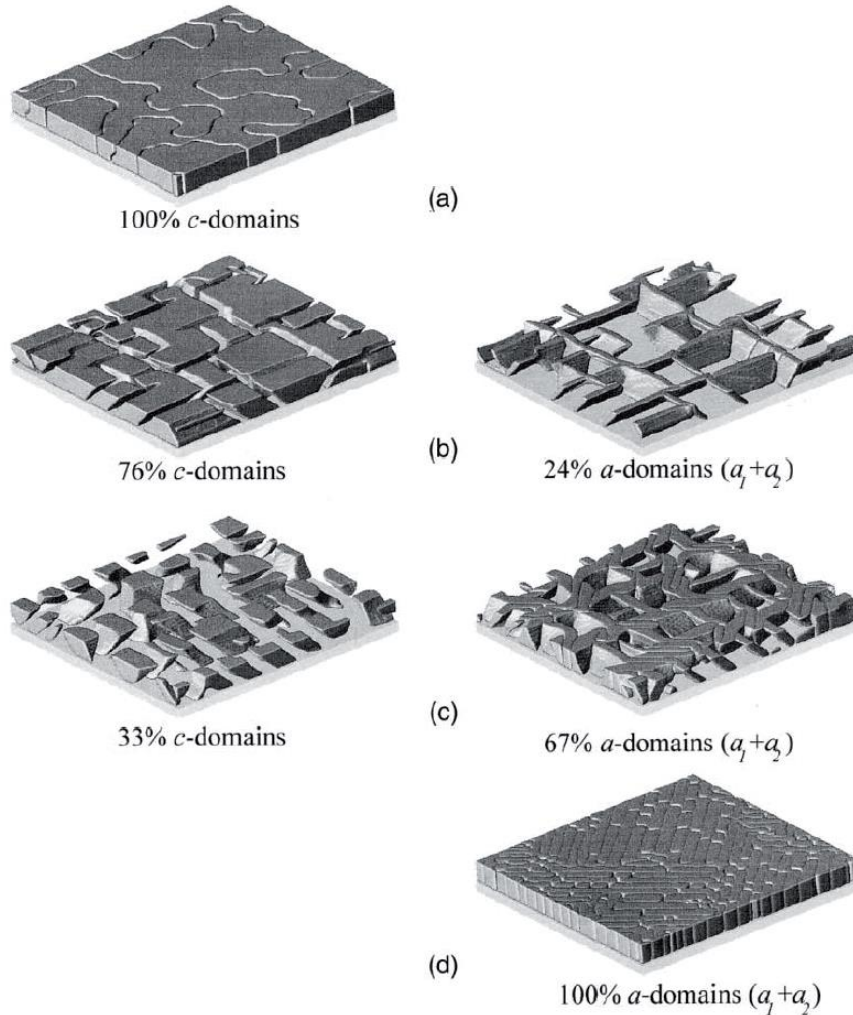 100% c-domains
(a)
76% c-domains
(b)
24% a-domains (a₁+a₂)
33% c-domains
(c)
67% a-domains (a₁+a₂)
(d)
100% a-domains (a₁+a₂)